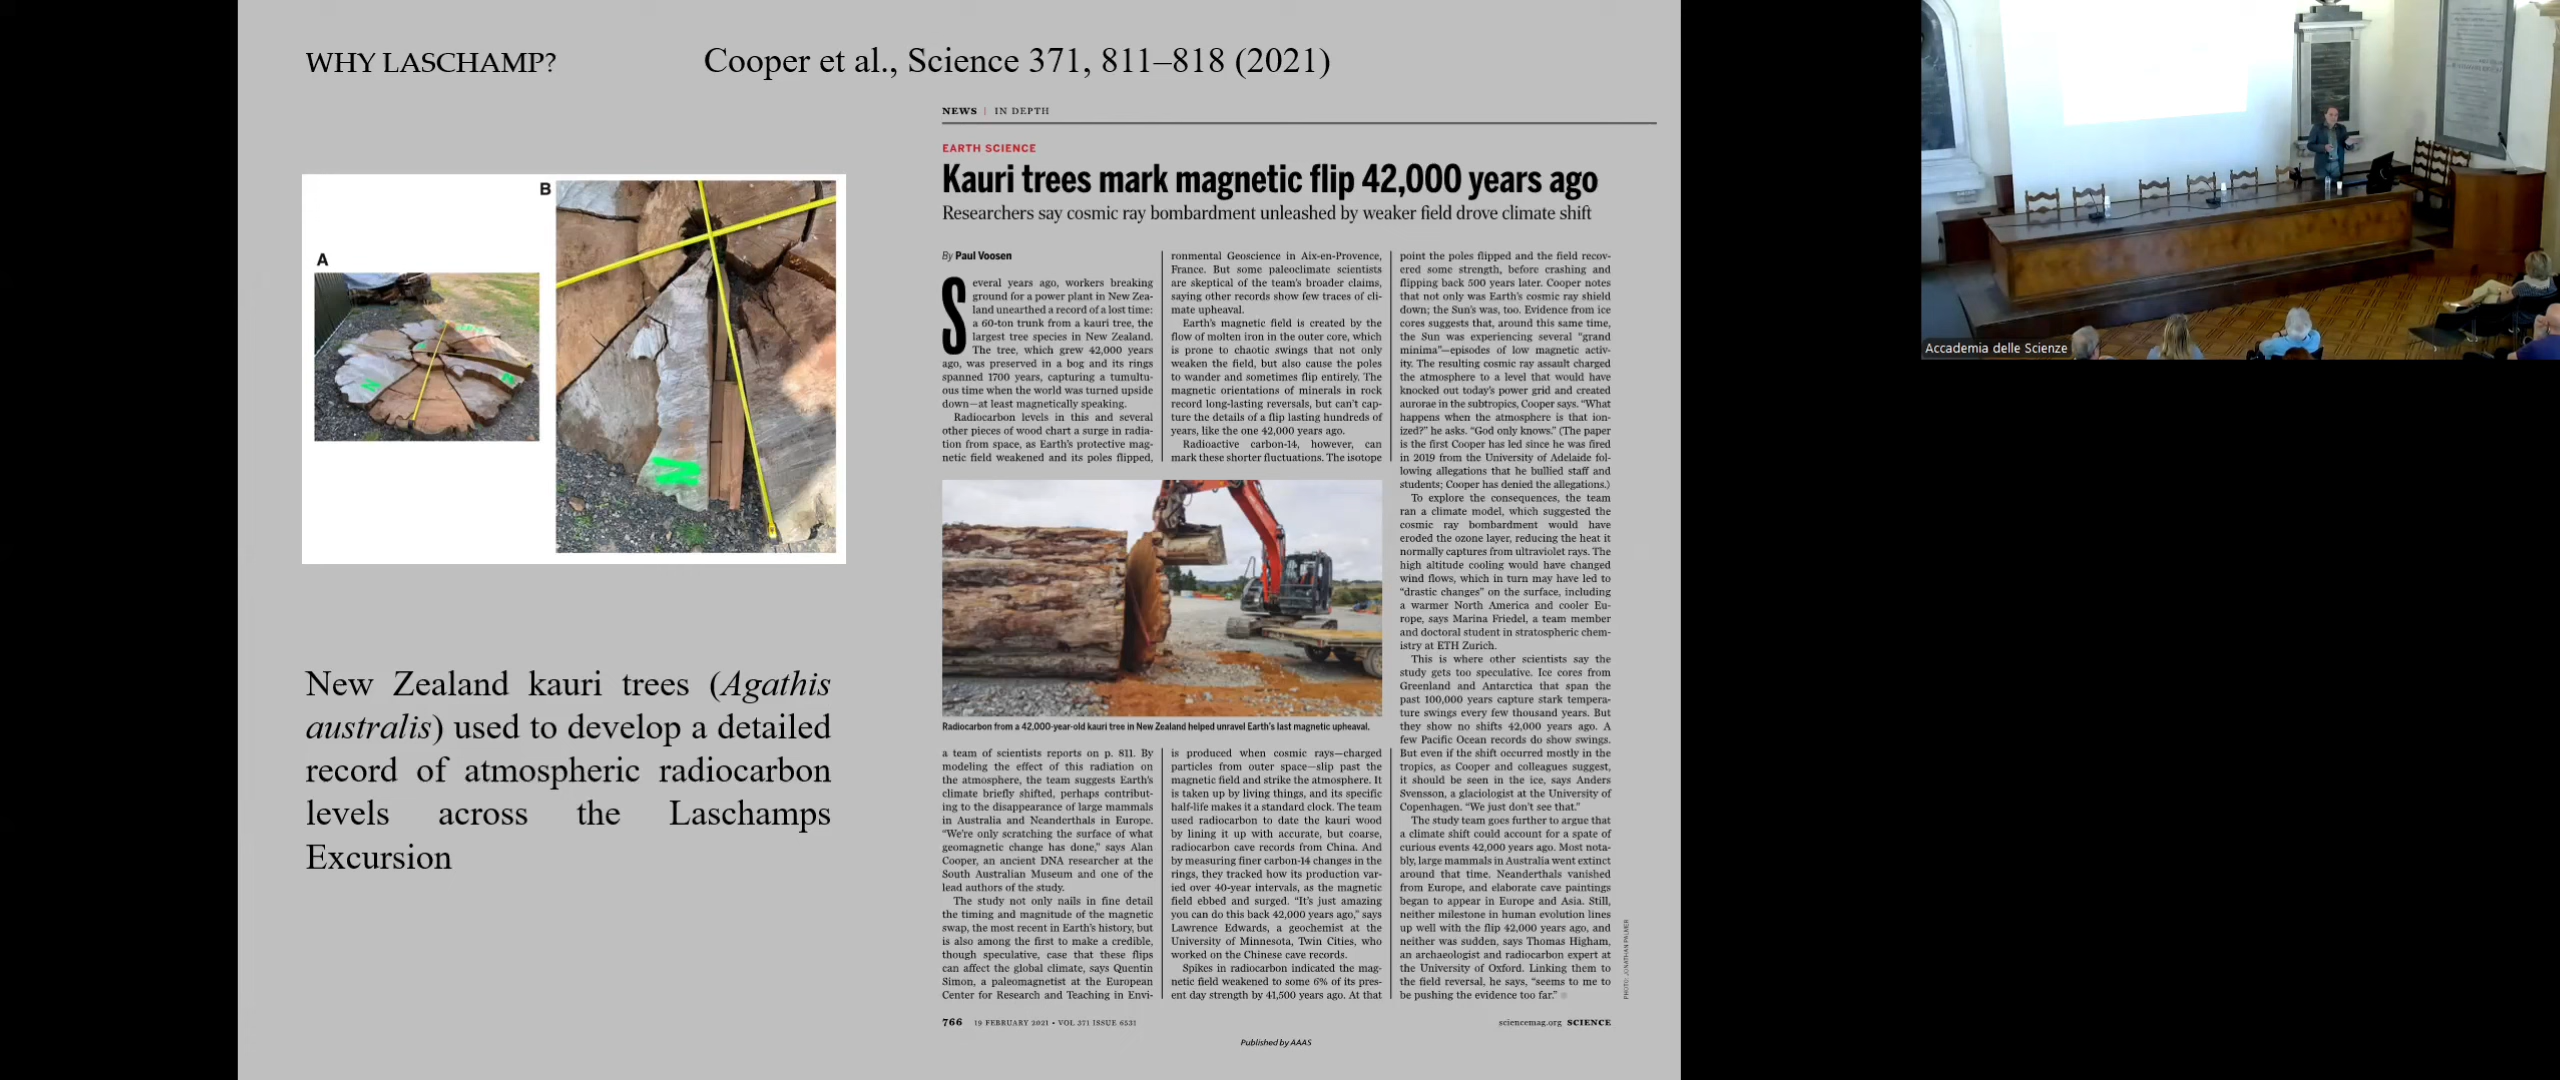 WHY LASCHAMP?
Cooper et al., Science 371, 811–818 (2021)
A
B
N
New Zealand kauri trees (Agathis
australis) used to develop a detailed
record of atmospheric radiocarbon
levels across the Laschamps
Excursion
NEWS | IN DEPTH
EARTH SCIENCE
Kauri trees mark magnetic flip 42,000 years ago
Researchers say cosmic ray bombardment unleashed by weaker field drove climate shift
By Paul Voosen
Several years ago, workers breaking
ground for a power plant in New Zea-
land unearthed a record of a lost time:
a 60-ton trunk from a kauri tree, the
largest tree species in New Zealand.
The tree, which grew 42,000 years
ago, was preserved in a bog and its rings
spanned 1700 years, capturing a tumultu-
ous time when the world was turned upside
down—at least magnetically speaking.
Radiocarbon levels in this and several
other pieces of wood chart a surge in radia-
tion from space, as Earth's protective mag-
netic field weakened and its poles flipped,
a team of scientists reports on p. 811. By
modeling the effect of this radiation on
the atmosphere, the team suggests Earth's
climate briefly shifted, perhaps contribut-
ing to the disappearance of large mammals
in Australia and Neanderthals in Europe.
"We're only scratching the surface of what
geomagnetic change has done," says Alan
Cooper, an ancient DNA researcher at the
South Australian Museum and one of the
lead authors of the study.
The study not only nails in fine detail
the timing and magnitude of the magnetic
swap, the most recent in Earth's history, but
is also among the first to make a credible,
though speculative, case that these flips
can affect the global climate, says Quentin
Simon, a paleomagnetist at the European
Center for Research and Teaching in Envi-
ronmental Geoscience in Aix-en-Provence,
France. But some paleoclimate scientists
are skeptical of the team's broader claims,
saying other records show few traces of cli-
mate upheaval.
Earth's magnetic field is created by the
flow of molten iron in the outer core, which
is prone to chaotic swings that not only
weaken the field, but also cause the poles
to wander and sometimes flip entirely. The
magnetic orientations of minerals in rock
record long-lasting reversals, but can't cap-
ture the details of a flip lasting hundreds of
years, like the one 42,000 years ago.
Radioactive carbon-14, however, can
mark these shorter fluctuations. The isotope
Radiocarbon from a 42,000-year-old kauri tree in New Zealand helped unravel Earth's last magnetic upheaval.
is produced when cosmic rays—charged
particles from outer space—slip past the
magnetic field and strike the atmosphere. It
is taken up by living things, and its specific
half-life makes it a standard clock. The team
used radiocarbon to date the kauri wood
by lining it up with accurate, but coarse,
radiocarbon cave records from China. And
by measuring finer carbon-14 changes in the
rings, they tracked how its production var-
ied over 40-year intervals, as the magnetic
field ebbed and surged. "It's just amazing
you can do this back 42,000 years ago," says
Lawrence Edwards, a geochemist at the
University of Minnesota, Twin Cities, who
worked on the Chinese cave records.
Spikes in radiocarbon indicated the mag-
netic field weakened to some 6% of its pres-
ent day strength by 41,500 years ago. At that
point the poles flipped and the field recov-
ered some strength, before crashing and
flipping back 500 years later. Cooper notes
that not only was Earth's cosmic ray shield
down; the Sun's was, too. Evidence from ice
cores suggests that, around this same time,
the Sun was experiencing several "grand
minima"—episodes of low magnetic activ-
ity. The resulting cosmic ray assault charged
the atmosphere to a level that would have
knocked out today's power grid and created
aurorae in the subtropics, Cooper says. "What
happens when the atmosphere is that ion-
ized?" he asks. "God only knows." (The paper
is the first Cooper has led since he was fired
in 2019 from the University of Adelaide fol-
lowing allegations that he bullied staff and
students; Cooper has denied the allegations.)
To explore the consequences, the team
ran a climate model, which suggested the
cosmic ray bombardment would have
eroded the ozone layer, reducing the heat it
normally captures from ultraviolet rays. The
high altitude cooling would have changed
wind flows, which in turn may have led to
"drastic changes" on the surface, including
a warmer North America and cooler Eu-
rope, says Marina Friedel, a team member
and doctoral student in stratospheric chem-
istry at ETH Zurich.
This is where other scientists say the
study gets too speculative. Ice cores from
Greenland and Antarctica that span the
past 100,000 years capture stark tempera-
ture swings every few thousand years. But
they show no shifts 42,000 years ago. A
few Pacific Ocean records do show swings.
But even if the shift occurred mostly in the
tropics, as Cooper and colleagues suggest,
it should be seen in the ice, says Anders
Svensson, a glaciologist at the University of
Copenhagen. "We just don't see that."
The study team goes further to argue that
a climate shift could account for a spate of
curious events 42,000 years ago. Most nota-
bly, large mammals in Australia went extinct
around that time. Neanderthals vanished
from Europe, and elaborate cave paintings
began to appear in Europe and Asia. Still,
neither milestone in human evolution lines
up well with the flip 42,000 years ago, and
neither was sudden, says Thomas Higham,
an archaeologist and radiocarbon expert at
the University of Oxford. Linking them to
the field reversal, he says, "seems to me to
be pushing the evidence too far."
PHOTO: JONATHAN PALMER
766 19 FEBRUARY 2021 • VOL 371 ISSUE 6531
sciencemag.org SCIENCE
Published by AAAS
Accademia delle Scienze